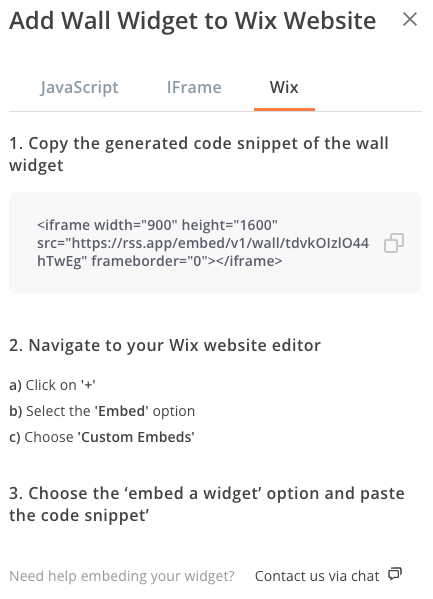 Add Wall Widget to Wix Website
JavaScript
IFrame
Wix
1. Copy the generated code snippet of the wall
widget
<iframe width="900" height="1600"
src="https://rss.app/embed/v1/wall/tdvkOIzlO44
hTwEg" frameborder="0"></iframe>
2. Navigate to your Wix website editor
a) Click on '+'
b) Select the 'Embed' option
c) Choose 'Custom Embeds'
3. Choose the ‘embed a widget’ option and paste
the code snippet’
Need help embeding your widget? Contact us via chat